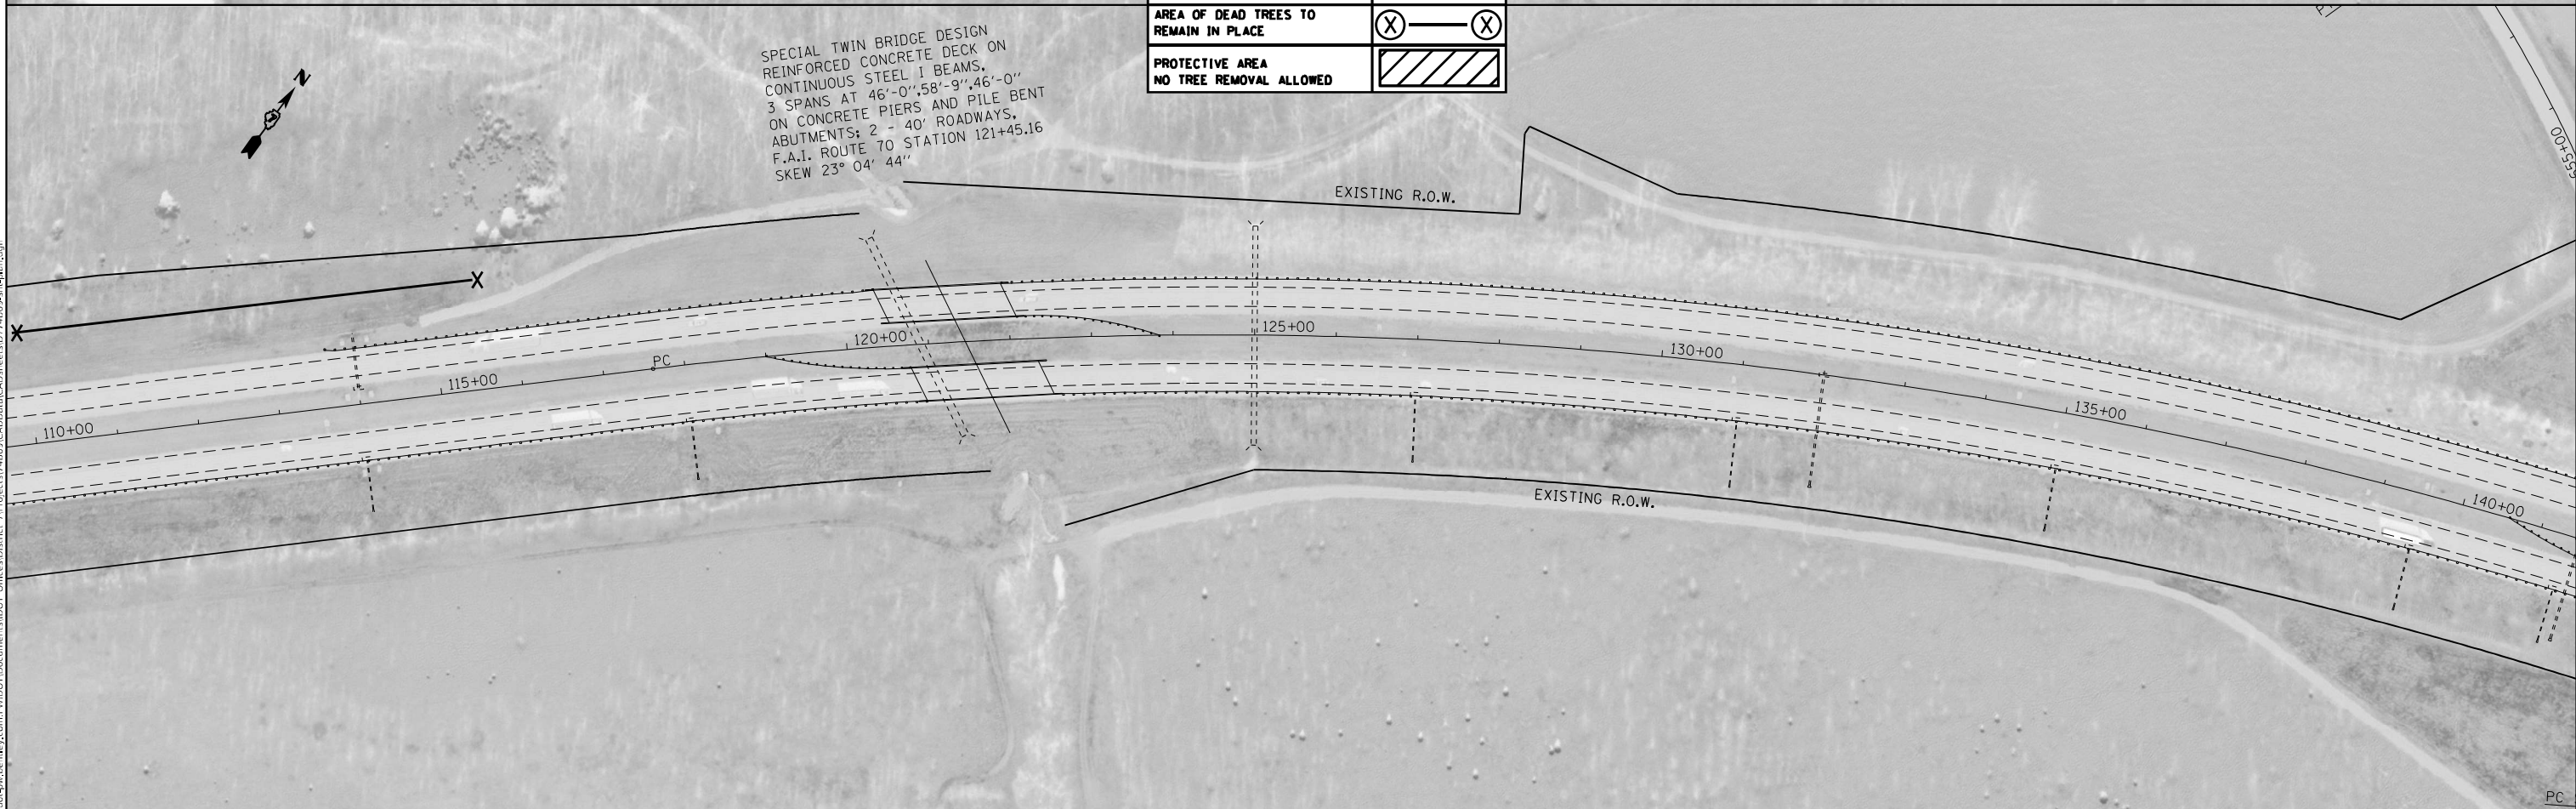 AREA OF DEAD TREES TO
REMAIN IN PLACE
X X
PROTECTIVE AREA
NO TREE REMOVAL ALLOWED
N
SPECIAL TWIN BRIDGE DESIGN
REINFORCED CONCRETE DECK ON
CONTINUOUS STEEL I BEAMS,
3 SPANS AT 46'-0",58'-9",46'-0"
ON CONCRETE PIERS AND PILE BENT
ABUTMENTS; 2 - 40' ROADWAYS,
F.A.I. ROUTE 70 STATION 121+45.16
SKEW 23° 04' 44"
EXISTING R.O.W.
655+00
X X
110+00
115+00
PC
120+00
125+00
130+00
135+00
140+00
EXISTING R.O.W.
PC